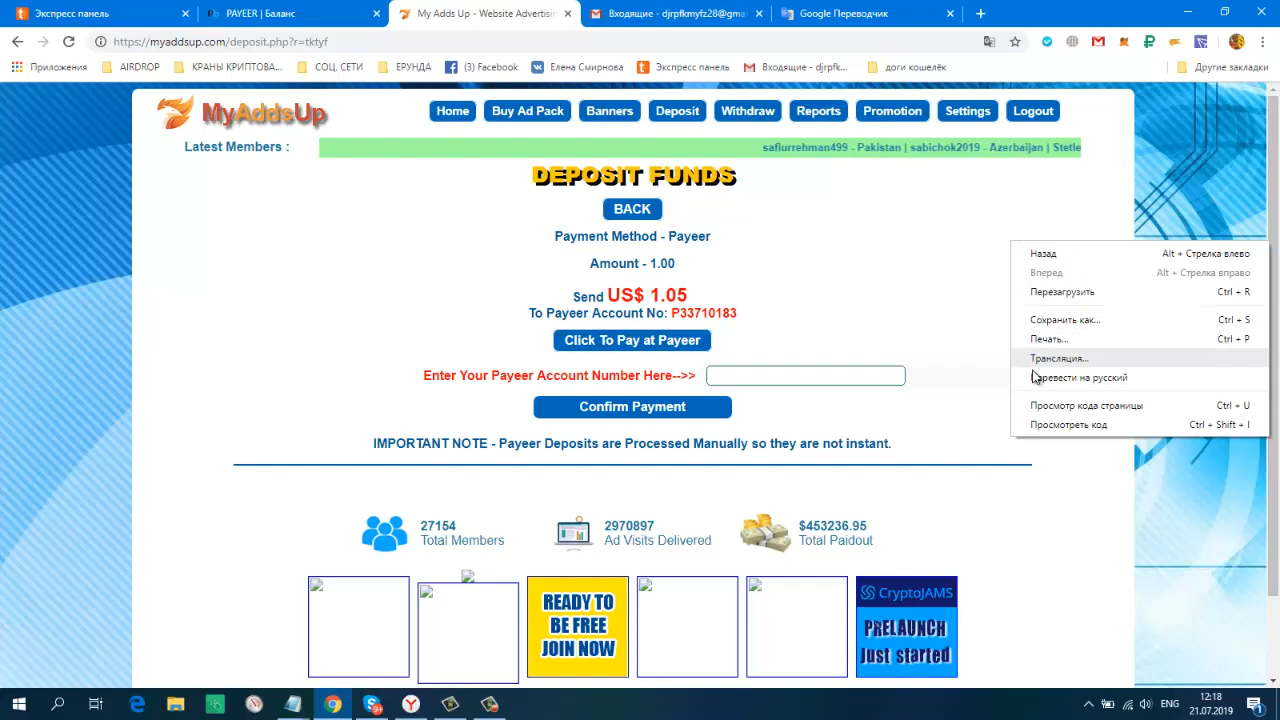 Экспресс панель
PAYEER | Баланс
My Adds Up - Website Advertisin
Входящие - djrpfkmyfz28@gma
Google Переводчик
https://myaddsup.com/deposit.php?r=tktyf
Приложения
AIRDROP
КРАНЫ КРИПТОВА...
СОЦ. СЕТИ
ЕРУНДА
(3) Facebook
Елена Смирнова
Экспресс панель
Входящие - djrpfk...
доги кошелёк
Другие закладки
MyAddsUp
Home
Buy Ad Pack
Banners
Deposit
Withdraw
Reports
Promotion
Settings
Logout
Latest Members :
safiurrehman499 - Pakistan | sabichok2019 - Azerbaijan | Stetle
DEPOSIT FUNDS
BACK
Payment Method - Payeer
Amount - 1.00
Send US$ 1.05
To Payeer Account No: P33710183
Click To Pay at Payeer
Enter Your Payeer Account Number Here-->>
Confirm Payment
IMPORTANT NOTE - Payeer Deposits are Processed Manually so they are not instant.
Назад Alt + Стрелка влево
Вперед Alt + Стрелка вправо
Перезагрузить Ctrl + R
Сохранить как... Ctrl + S
Печать... Ctrl + P
Трансляция...
на русский
Просмотр кода страницы Ctrl + U
Просмотреть код Ctrl + Shift + I
27154
Total Members
2970897
Ad Visits Delivered
$453236.95
Total Paidout
READY TO
BE FREE
JOIN NOW
CryptoJAMS
PRELAUNCH
Just started
ENG
12:18
21.07.2019